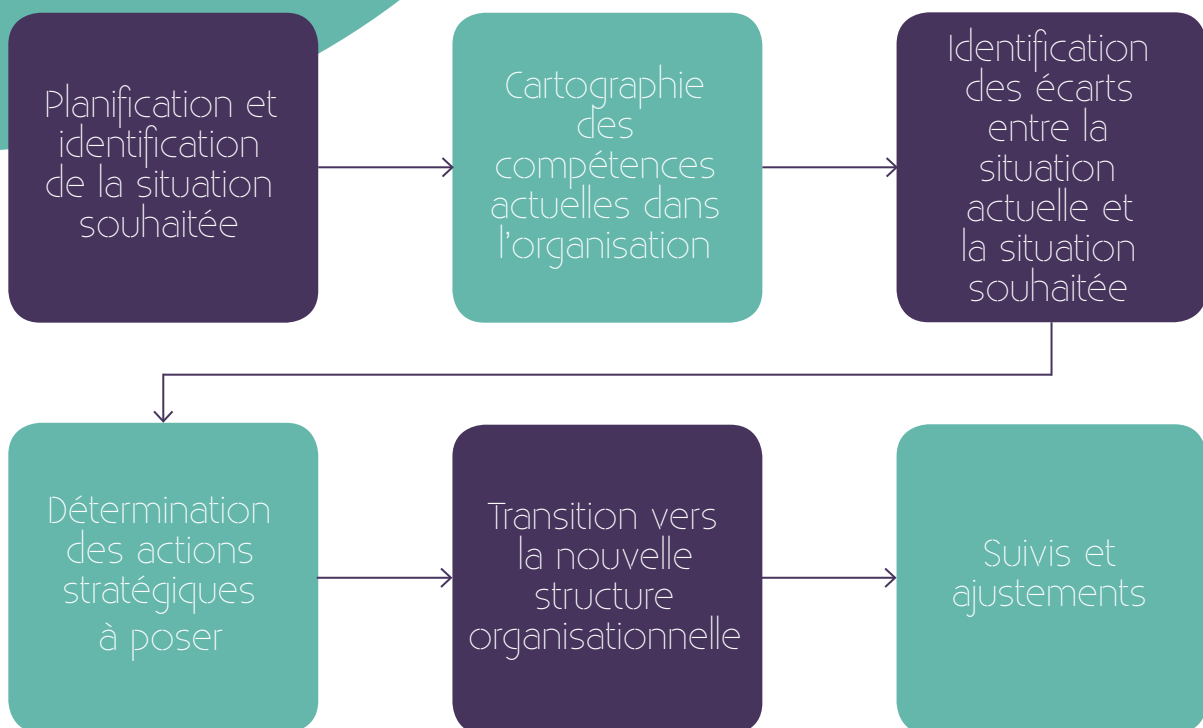 Planification et
identification
de la situation
souhaitée
Cartographie
des
compétences
actuelles dans
l'organisation
Identification
des écarts
entre la
situation
actuelle et
la situation
souhaitée
Détermination
des actions
stratégiques
à poser
Transition vers
la nouvelle
structure
organisationnelle
Suivis et
ajustements